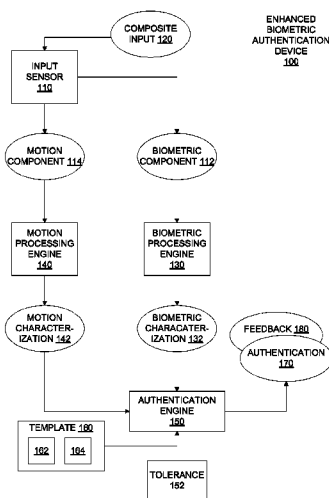 COMPOSITE
INPUT 120
ENHANCED
BIOMETRIC
AUTHENTICATION
DEVICE
100
INPUT
SENSOR
110
MOTION
COMPONENT 114
BIOMETRIC
COMPONENT 112
MOTION
PROCESSING
ENGINE
140
BIOMETRIC
PROCESSING
ENGINE
130
MOTION
CHARACTER-
IZATION 142
BIOMETRIC
CHARACATER-
IZATION 132
FEEDBACK 180
AUTHENTICATION
170
AUTHENTICATION
ENGINE
150
TEMPLATE 160
162 164
TOLERANCE
152